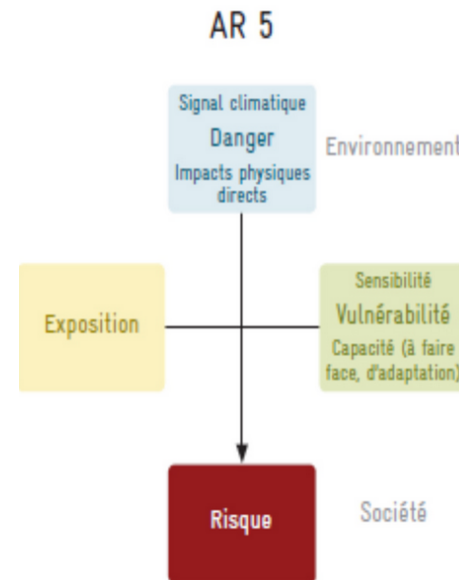 AR 5
Signal climatique
Danger
Impacts physiques
directs
Environnement
Exposition
Sensibilité
Vulnérabilité
Capacité (à faire
face, d'adaptation)
Risque
Société